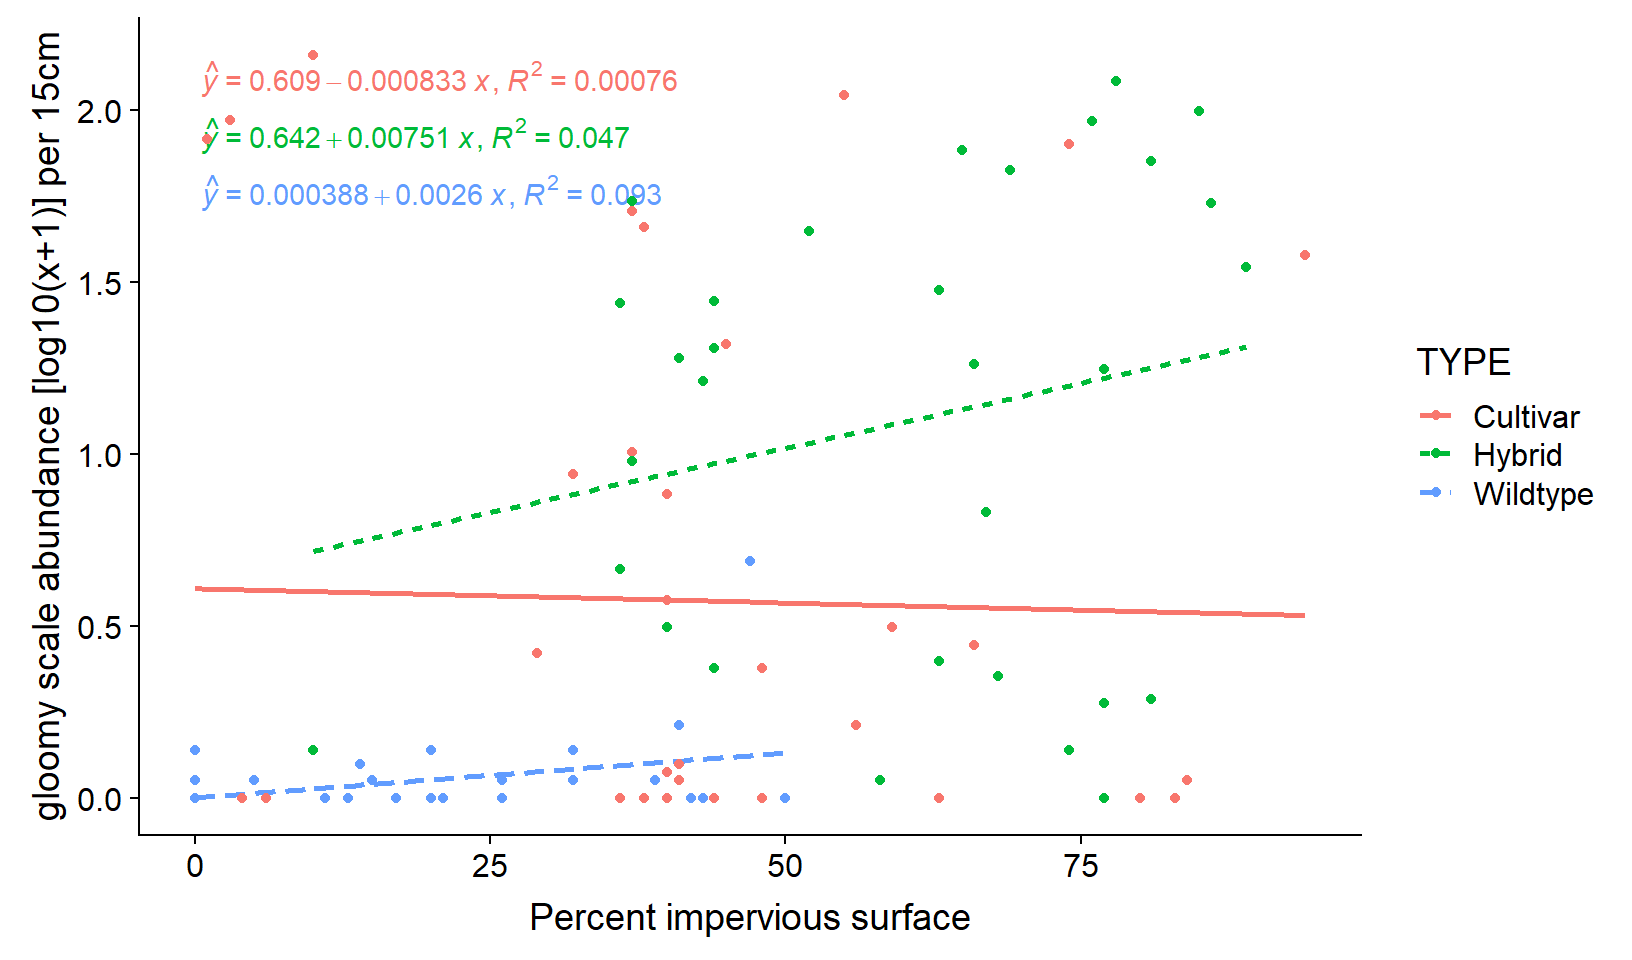 gloomy scale abundance [log10(x+1)] per 15cm
2.0
1.5
1.0
0.5
0.0
ŷ = 0.609 − 0.000833 x, R² = 0.00076
ŷ = 0.642 + 0.00751 x, R² = 0.047
ŷ = 0.000388 + 0.0026 x, R² = 0.093
0 25 50 75
Percent impervious surface
TYPE
Cultivar
Hybrid
Wildtype